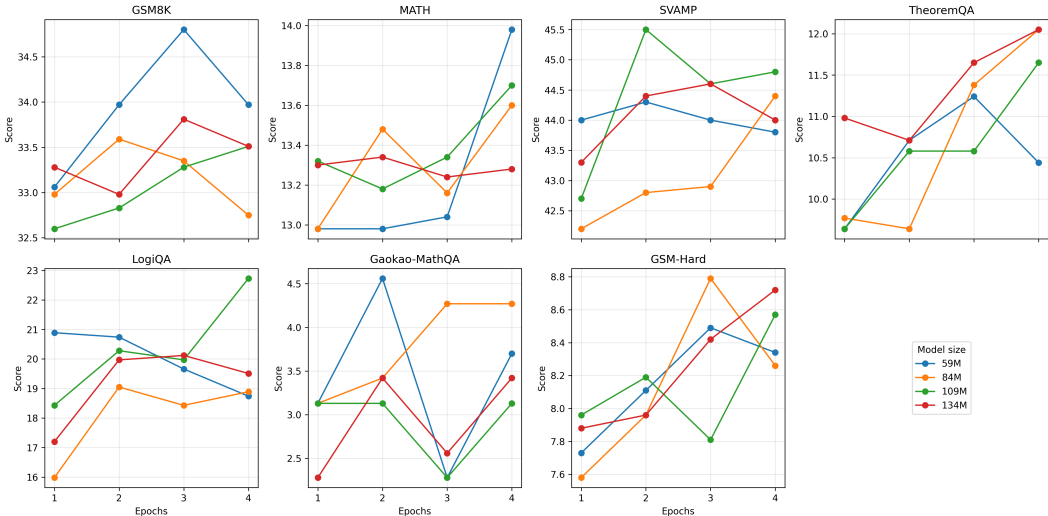 GSM8K
34.5
34.0
33.5
33.0
32.5
Score
MATH
14.0
13.8
13.6
13.4
13.2
13.0
Score
SVAMP
45.5
45.0
44.5
44.0
43.5
43.0
42.5
Score
TheoremQA
12.0
11.5
11.0
10.5
10.0
Score
LogiQA
23
22
21
20
19
18
17
16
Score
1 2 3 4
Epochs
Gaokao-MathQA
4.5
4.0
3.5
3.0
2.5
Score
1 2 3 4
Epochs
GSM-Hard
8.8
8.6
8.4
8.2
8.0
7.8
7.6
Score
1 2 3 4
Epochs
Model size
59M
84M
109M
134M